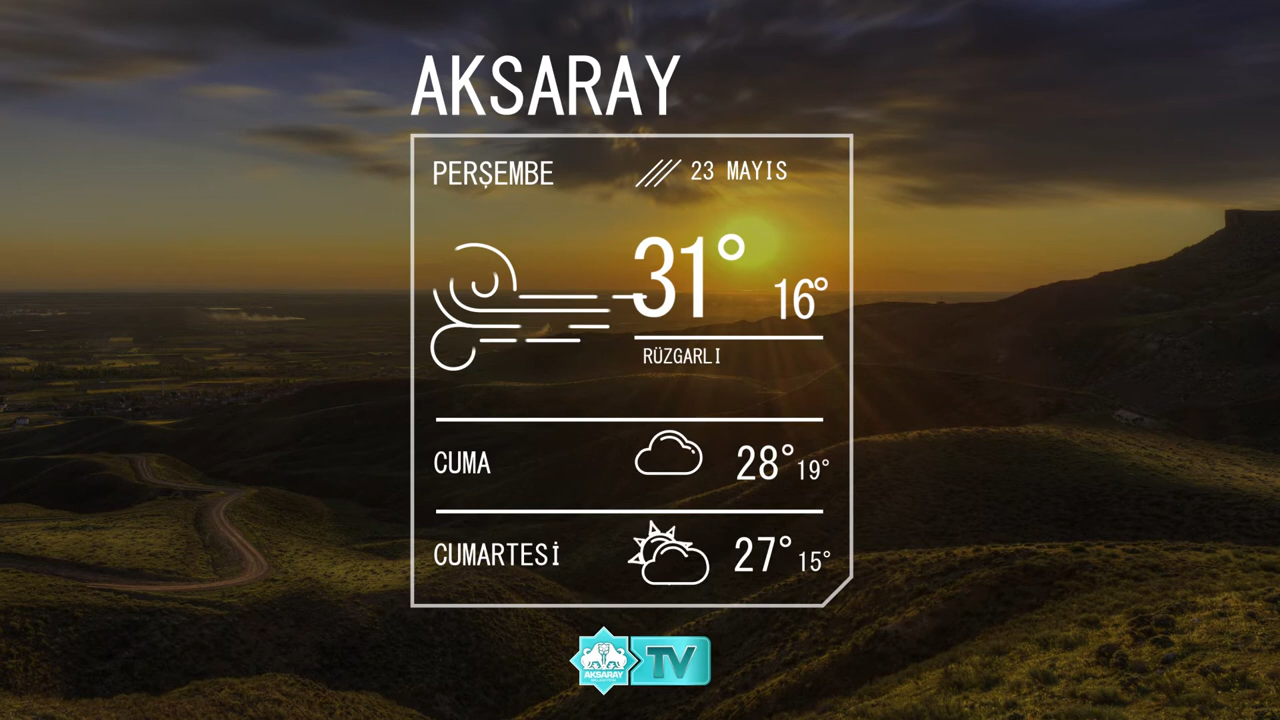 AKSARAY
PERŞEMBE 23 MAYIS
31° 16°
RÜZGARLI
CUMA 28° 19°
CUMARTESİ 27° 15°
AKSARAY
TV